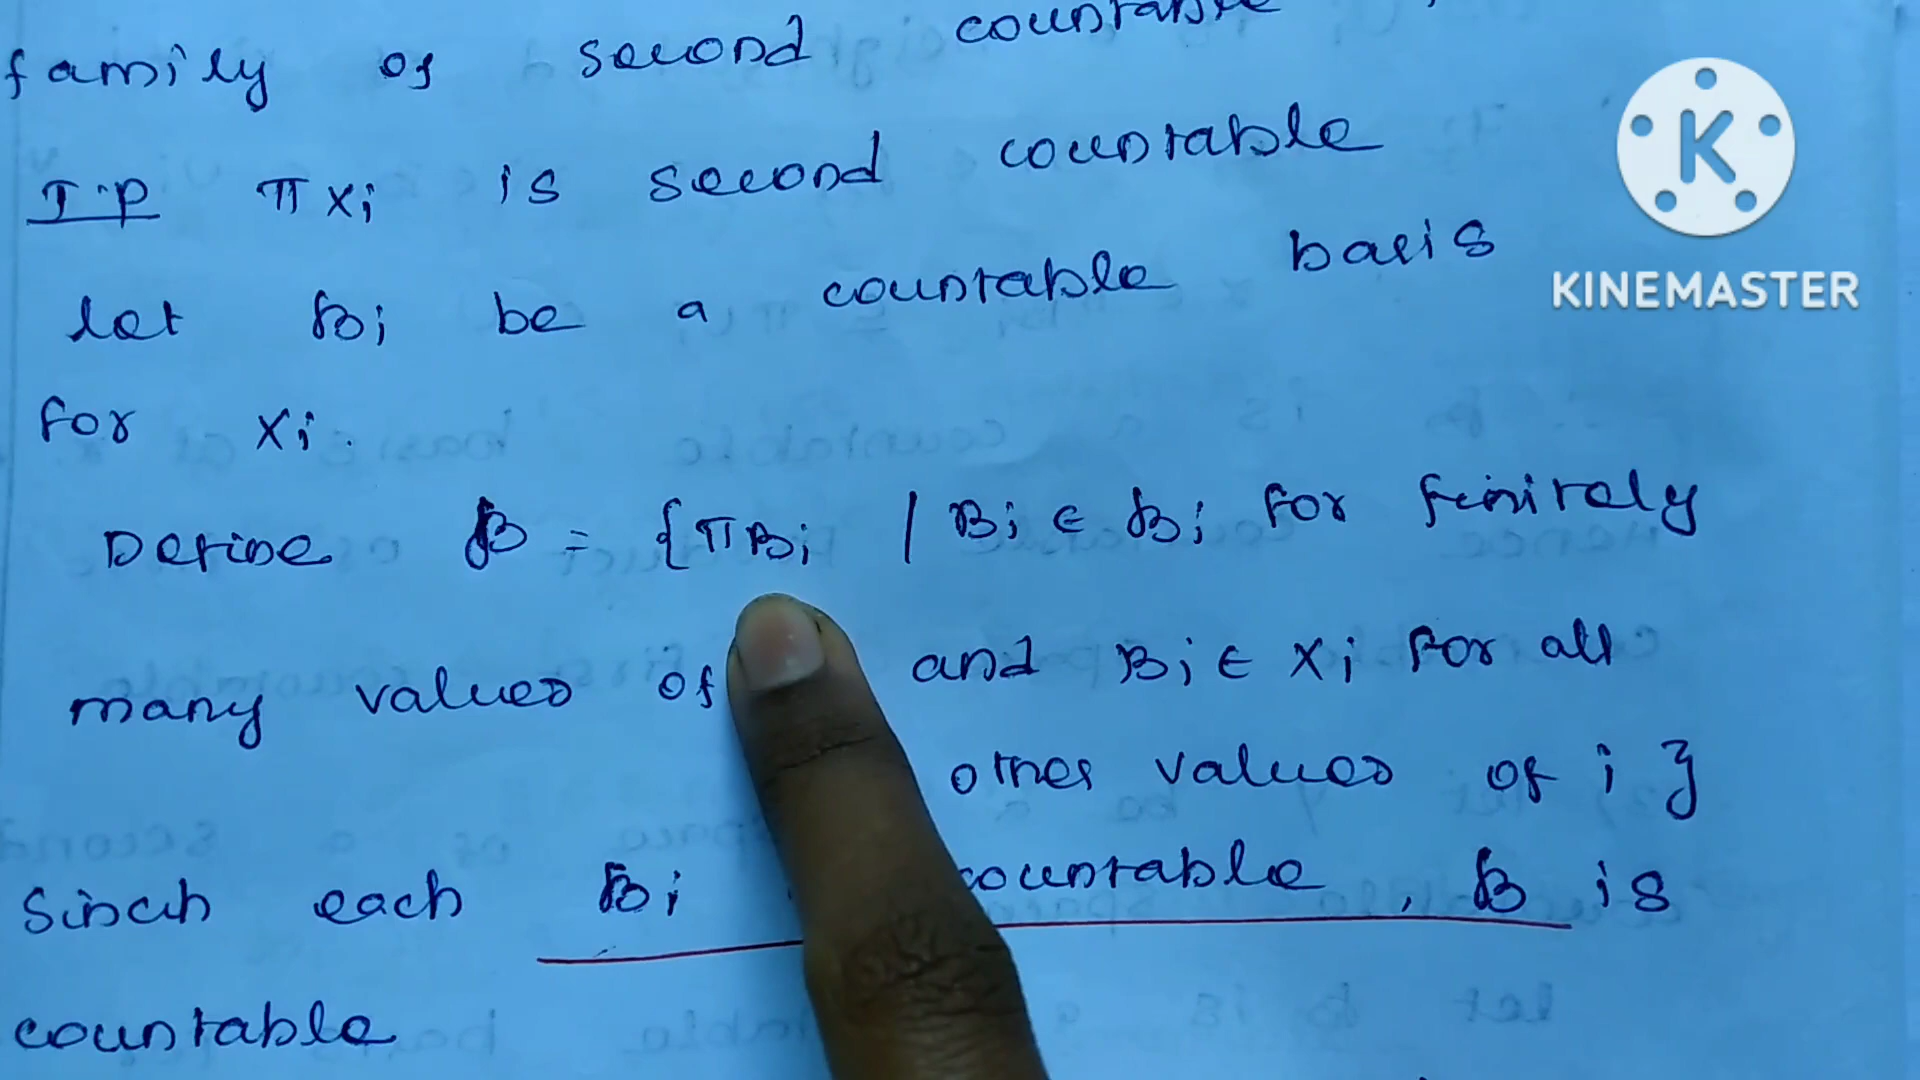 family of second countable
T.P πXi is second countable
let 𝔅i be a countable basis
for Xi.
Define 𝔅 = {πBi / Bi ∈ 𝔅i for finitely
many values of and Bi ∈ Xi for all
other values of i }
Sinch each 𝔅i countable, 𝔅 is
countable
K
KINEMASTER